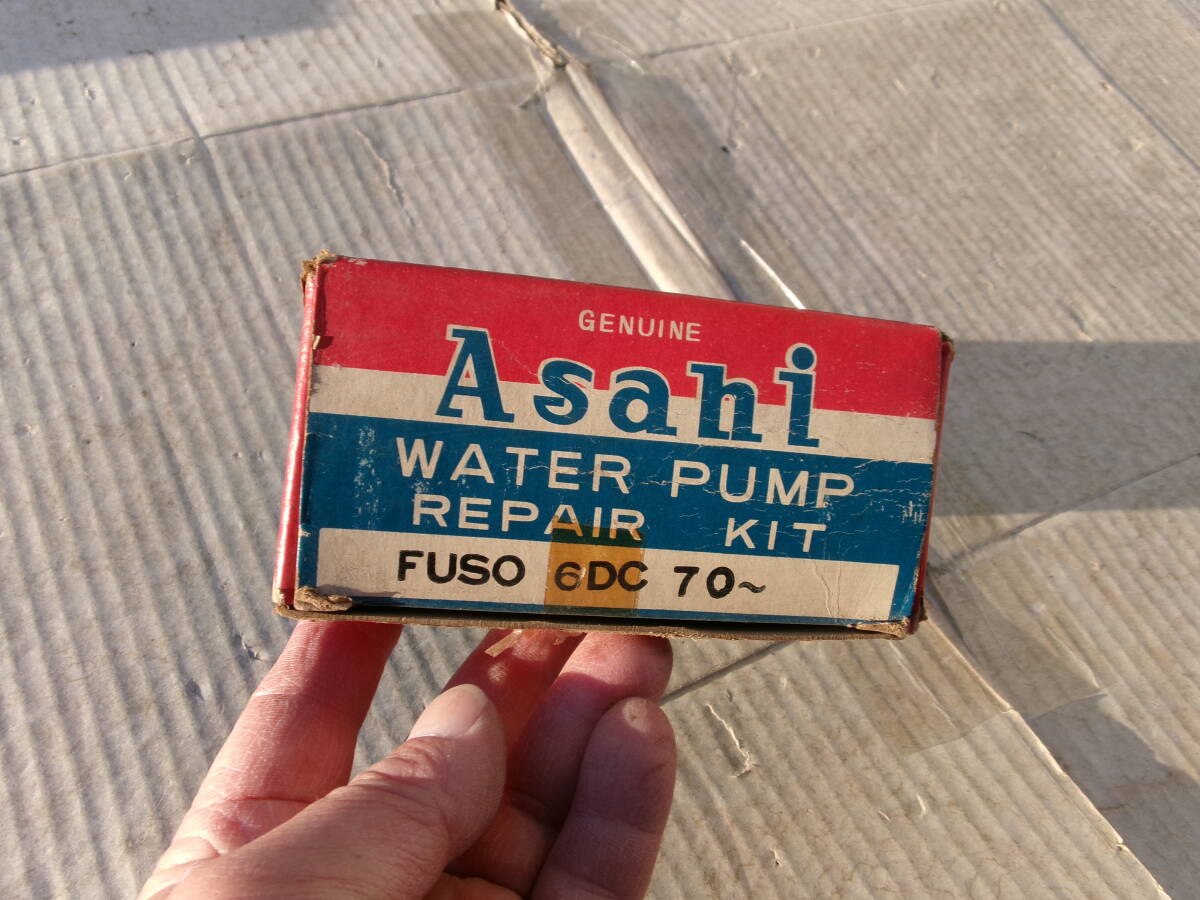 GENUINE
Asahi
WATER PUMP
REPAIR KIT
FUSO 6DC 70~